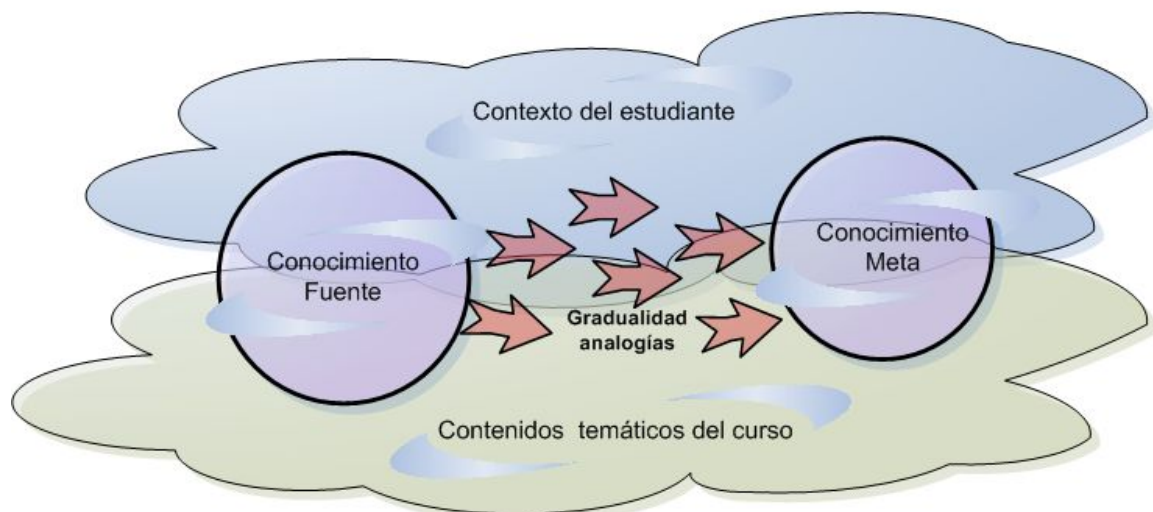 Contexto del estudiante
Conocimiento
Fuente
Conocimiento
Meta
Gradualidad
analogías
Contenidos temáticos del curso